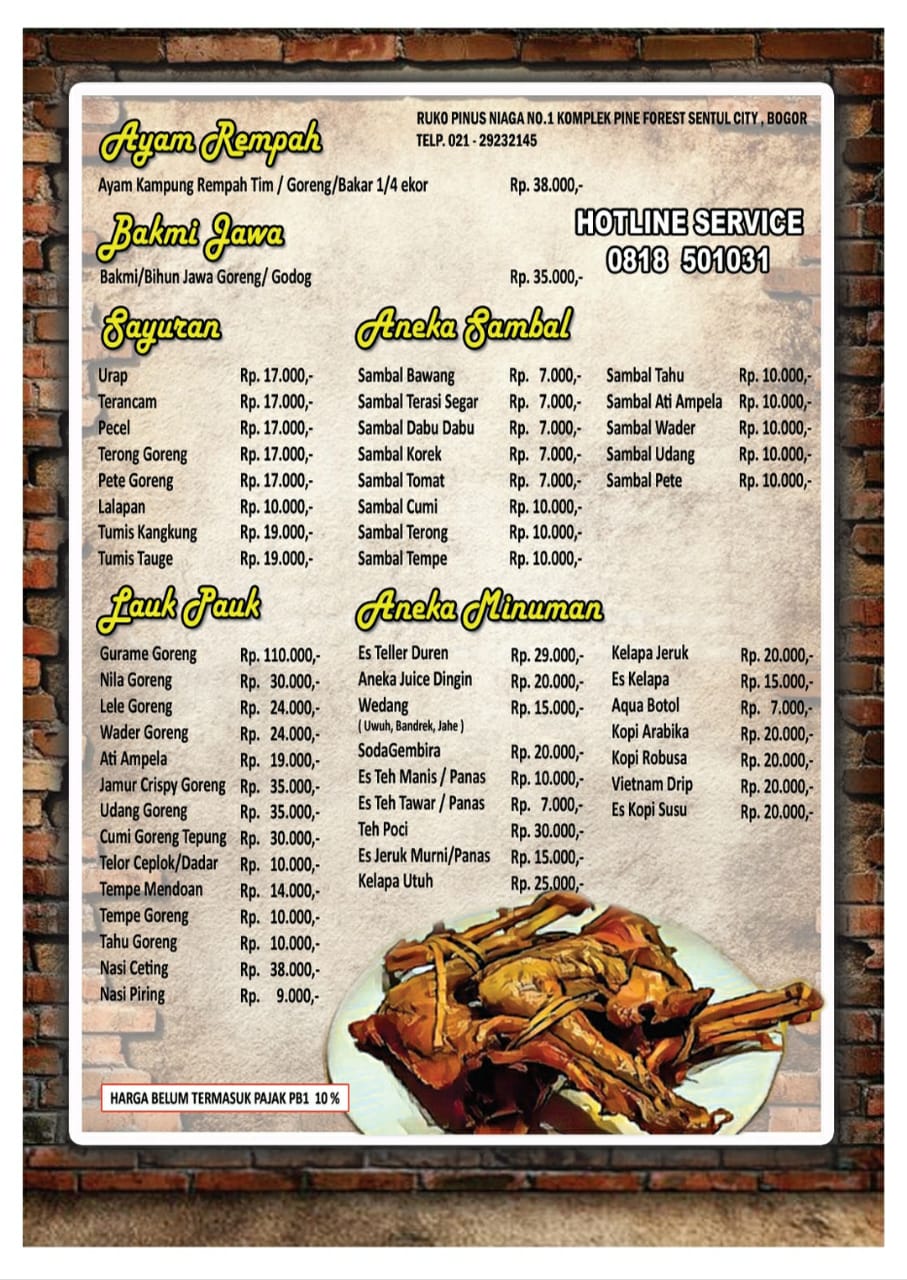 RUKO PINUS NIAGA NO.1 KOMPLEK PINE FOREST SENTUL CITY , BOGOR
TELP. 021 - 29232145
Ayam Rempah
Ayam Kampung Rempah Tim / Goreng/Bakar 1/4 ekor Rp. 38.000,-
HOTLINE SERVICE
0818 501031
Bakmi Jawa
Bakmi/Bihun Jawa Goreng/ Godog Rp. 35.000,-
Sayuran
Urap Rp. 17.000,-
Terancam Rp. 17.000,-
Pecel Rp. 17.000,-
Terong Goreng Rp. 17.000,-
Pete Goreng Rp. 17.000,-
Lalapan Rp. 10.000,-
Tumis Kangkung Rp. 19.000,-
Tumis Tauge Rp. 19.000,-
Aneka Sambal
Sambal Bawang Rp. 7.000,-
Sambal Terasi Segar Rp. 7.000,-
Sambal Dabu Dabu Rp. 7.000,-
Sambal Korek Rp. 7.000,-
Sambal Tomat Rp. 7.000,-
Sambal Cumi Rp. 10.000,-
Sambal Terong Rp. 10.000,-
Sambal Tempe Rp. 10.000,-
Sambal Tahu Rp. 10.000,-
Sambal Ati Ampela Rp. 10.000,-
Sambal Wader Rp. 10.000,-
Sambal Udang Rp. 10.000,-
Sambal Pete Rp. 10.000,-
Lauk Pauk
Gurame Goreng Rp. 110.000,-
Nila Goreng Rp. 30.000,-
Lele Goreng Rp. 24.000,-
Wader Goreng Rp. 24.000,-
Ati Ampela Rp. 19.000,-
Jamur Crispy Goreng Rp. 35.000,-
Udang Goreng Rp. 35.000,-
Cumi Goreng Tepung Rp. 30.000,-
Telor Ceplok/Dadar Rp. 10.000,-
Tempe Mendoan Rp. 14.000,-
Tempe Goreng Rp. 10.000,-
Tahu Goreng Rp. 10.000,-
Nasi Ceting Rp. 38.000,-
Nasi Piring Rp. 9.000,-
Aneka Minuman
Es Teller Duren Rp. 29.000,-
Aneka Juice Dingin Rp. 20.000,-
Wedang Rp. 15.000,-
( Uwuh, Bandrek, Jahe )
SodaGembira Rp. 20.000,-
Es Teh Manis / Panas Rp. 10.000,-
Es Teh Tawar / Panas Rp. 7.000,-
Teh Poci Rp. 30.000,-
Es Jeruk Murni/Panas Rp. 15.000,-
Kelapa Utuh Rp. 25.000,-
Kelapa Jeruk Rp. 20.000,-
Es Kelapa Rp. 15.000,-
Aqua Botol Rp. 7.000,-
Kopi Arabika Rp. 20.000,-
Kopi Robusa Rp. 20.000,-
Vietnam Drip Rp. 20.000,-
Es Kopi Susu Rp. 20.000,-
HARGA BELUM TERMASUK PAJAK PB1 10 %